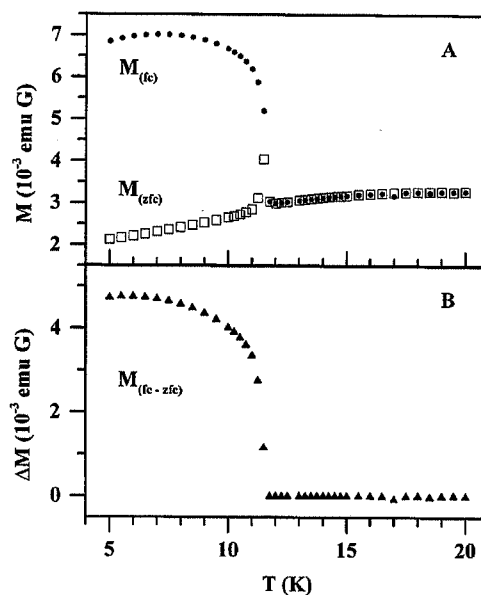 7
A
6
M(fc)
5
4
M(zfc)
3
2
M (10⁻³ emu G)
B
4
M(fc - zfc)
2
0
ΔM (10⁻³ emu G)
5 10 15 20
T (K)